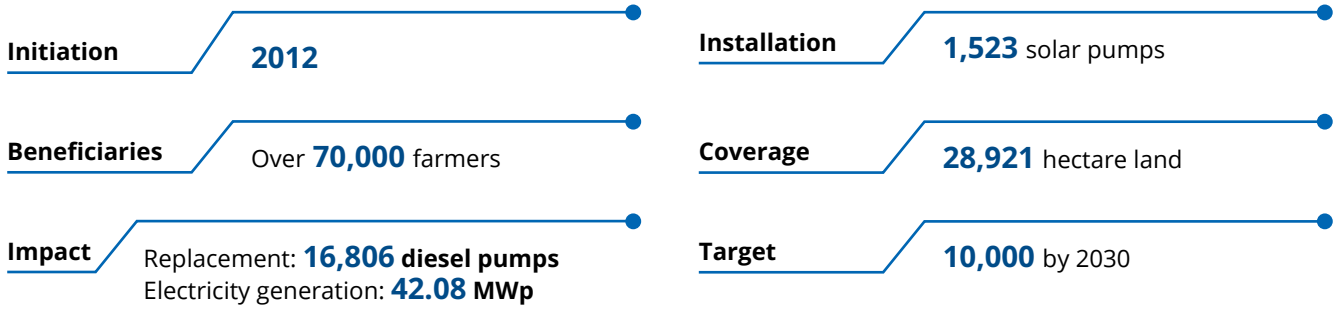 Initiation
2012
Installation
1,523 solar pumps
Beneficiaries
Over 70,000 farmers
Coverage
28,921 hectare land
Impact
Replacement: 16,806 diesel pumps
Electricity generation: 42.08 MWp
Target
10,000 by 2030